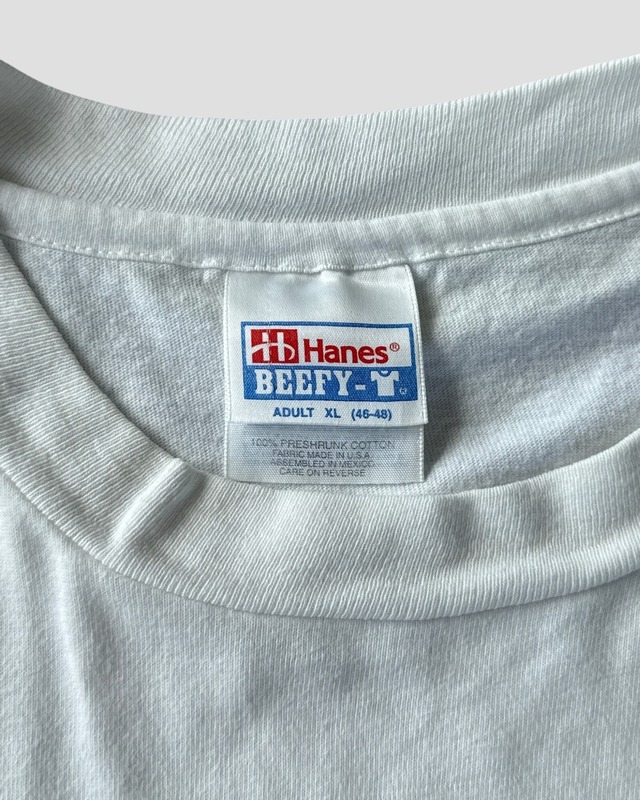 Hanes®
BEEFY-T®
ADULT XL (46-48)
100% PRESHRUNK COTTON
FABRIC MADE IN U.S.A
ASSEMBLED IN MEXICO
CARE ON REVERSE